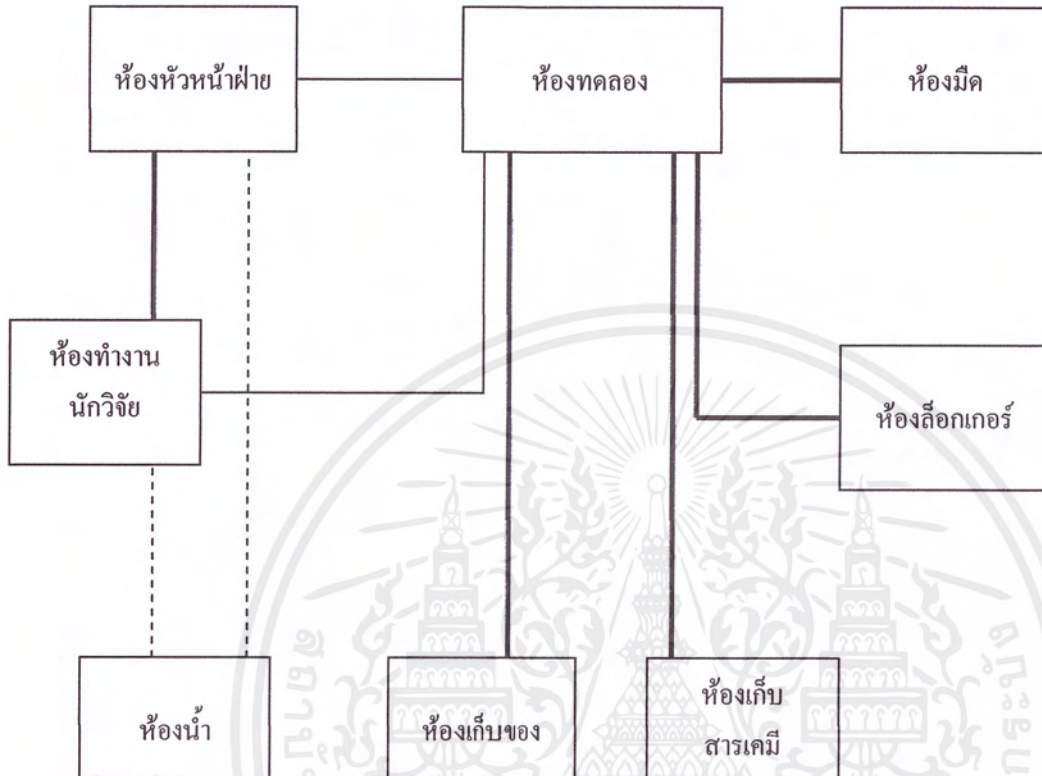 ห้องหัวหน้าฝ่าย
ห้องทดลอง
ห้องมืด
ห้องทำงาน
นักวิจัย
ห้องล็อกเกอร์
ห้องน้ำ
ห้องเก็บของ
ห้องเก็บ
สารเคมี